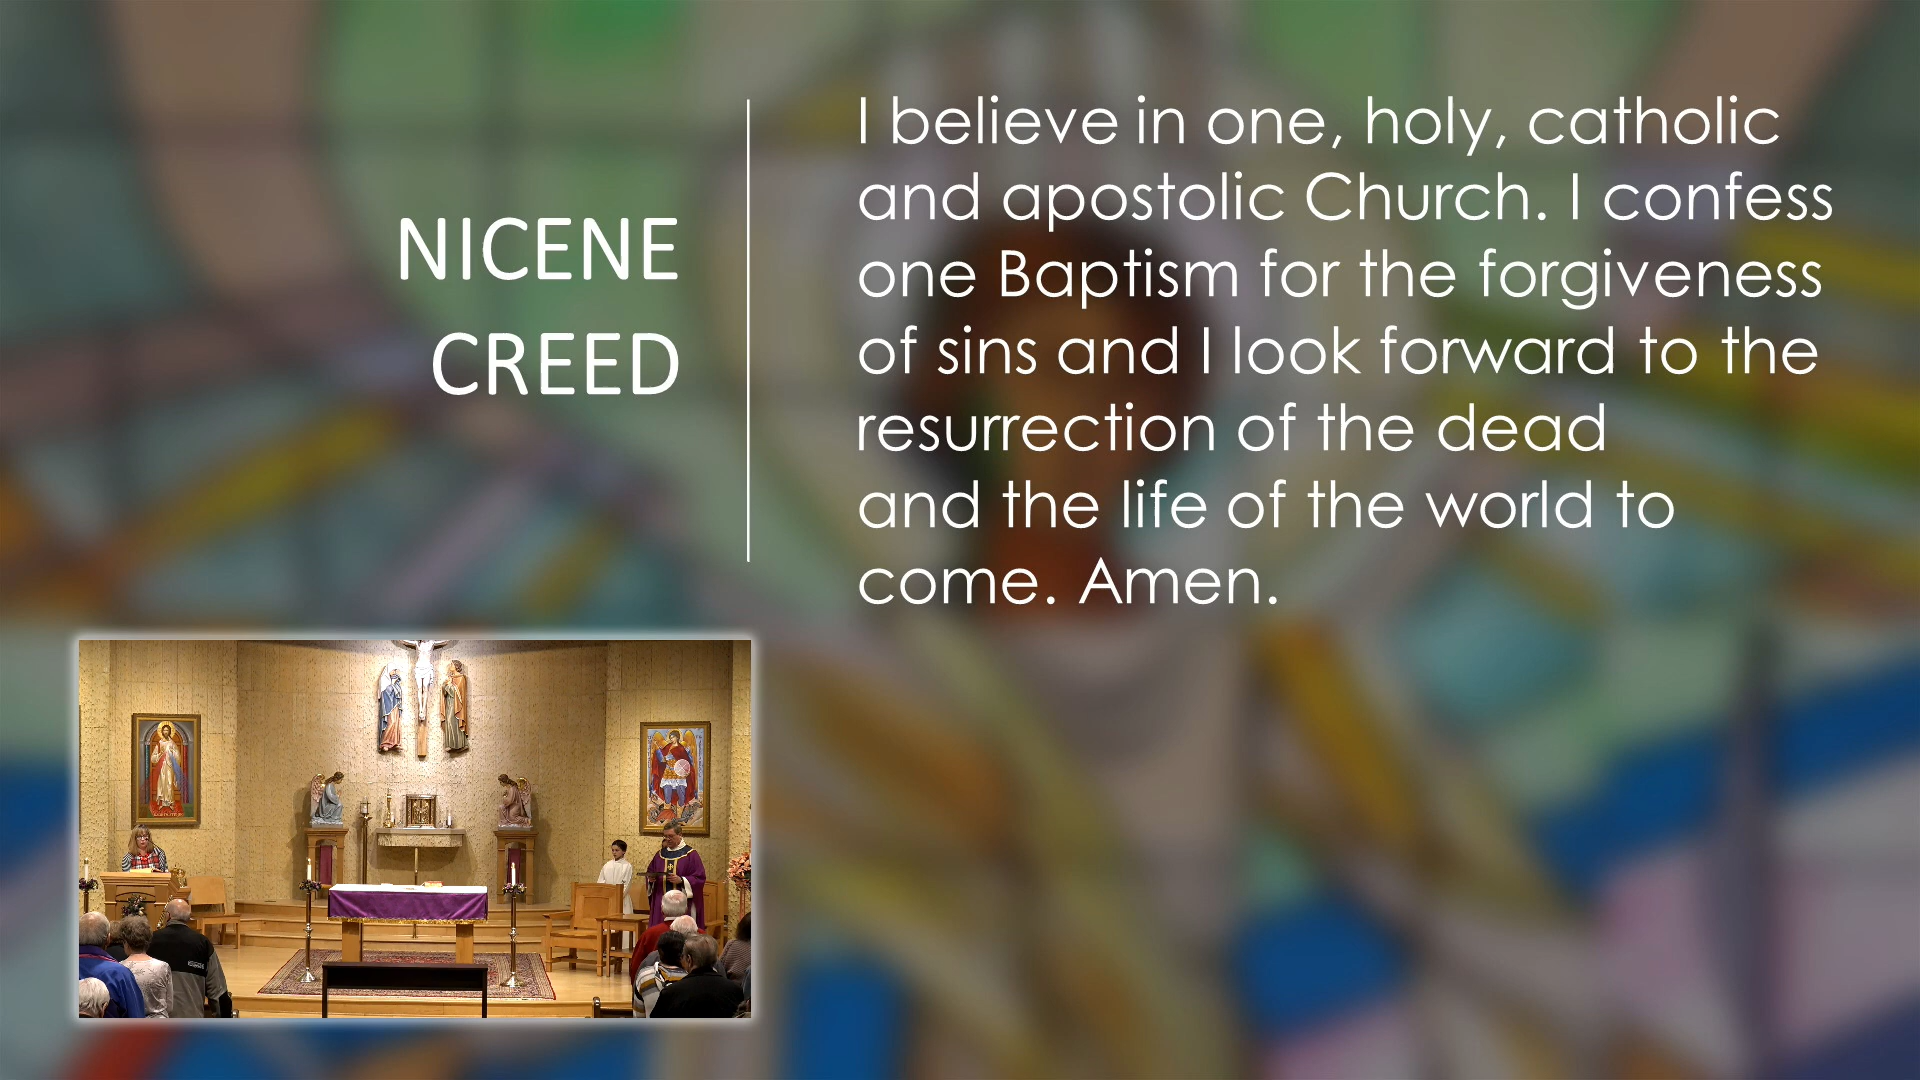 NICENE
CREED
I believe in one, holy, catholic
and apostolic Church. I confess
one Baptism for the forgiveness
of sins and I look forward to the
resurrection of the dead
and the life of the world to
come. Amen.